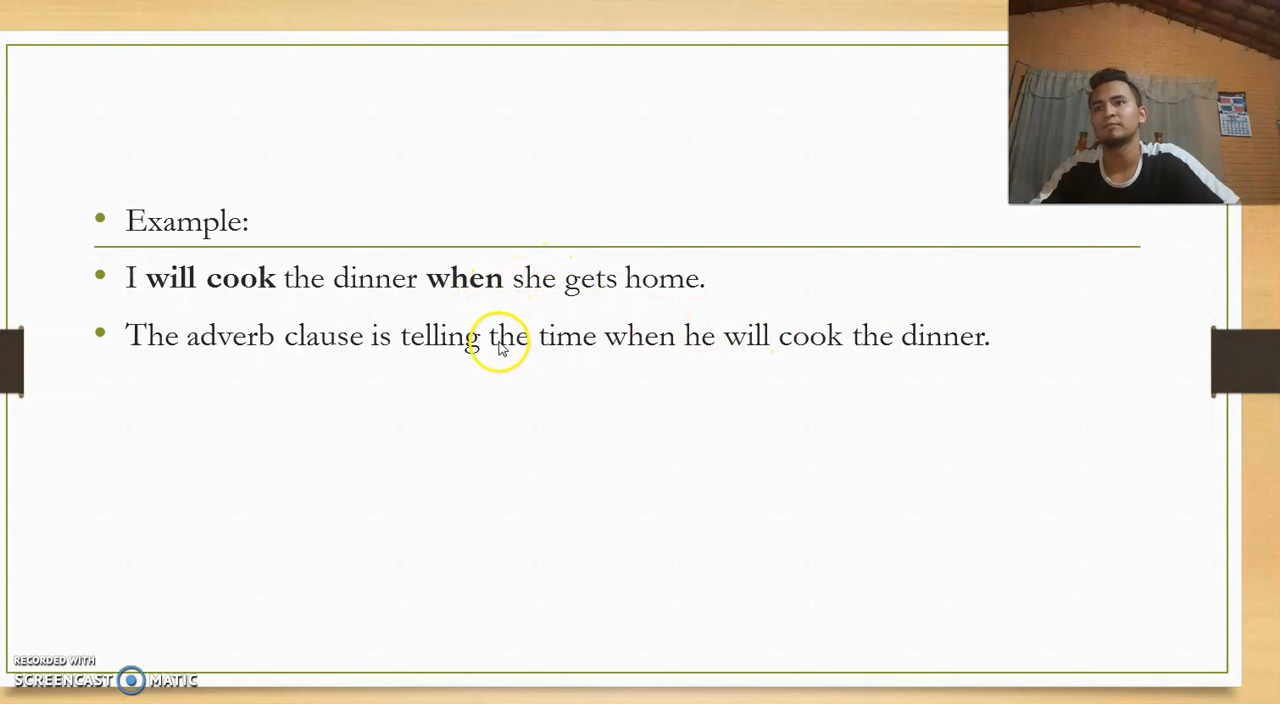 Example:
I will cook the dinner when she gets home.
The adverb clause is telling the time when he will cook the dinner.
RECORDED WITH
SCREENCAST MATIC